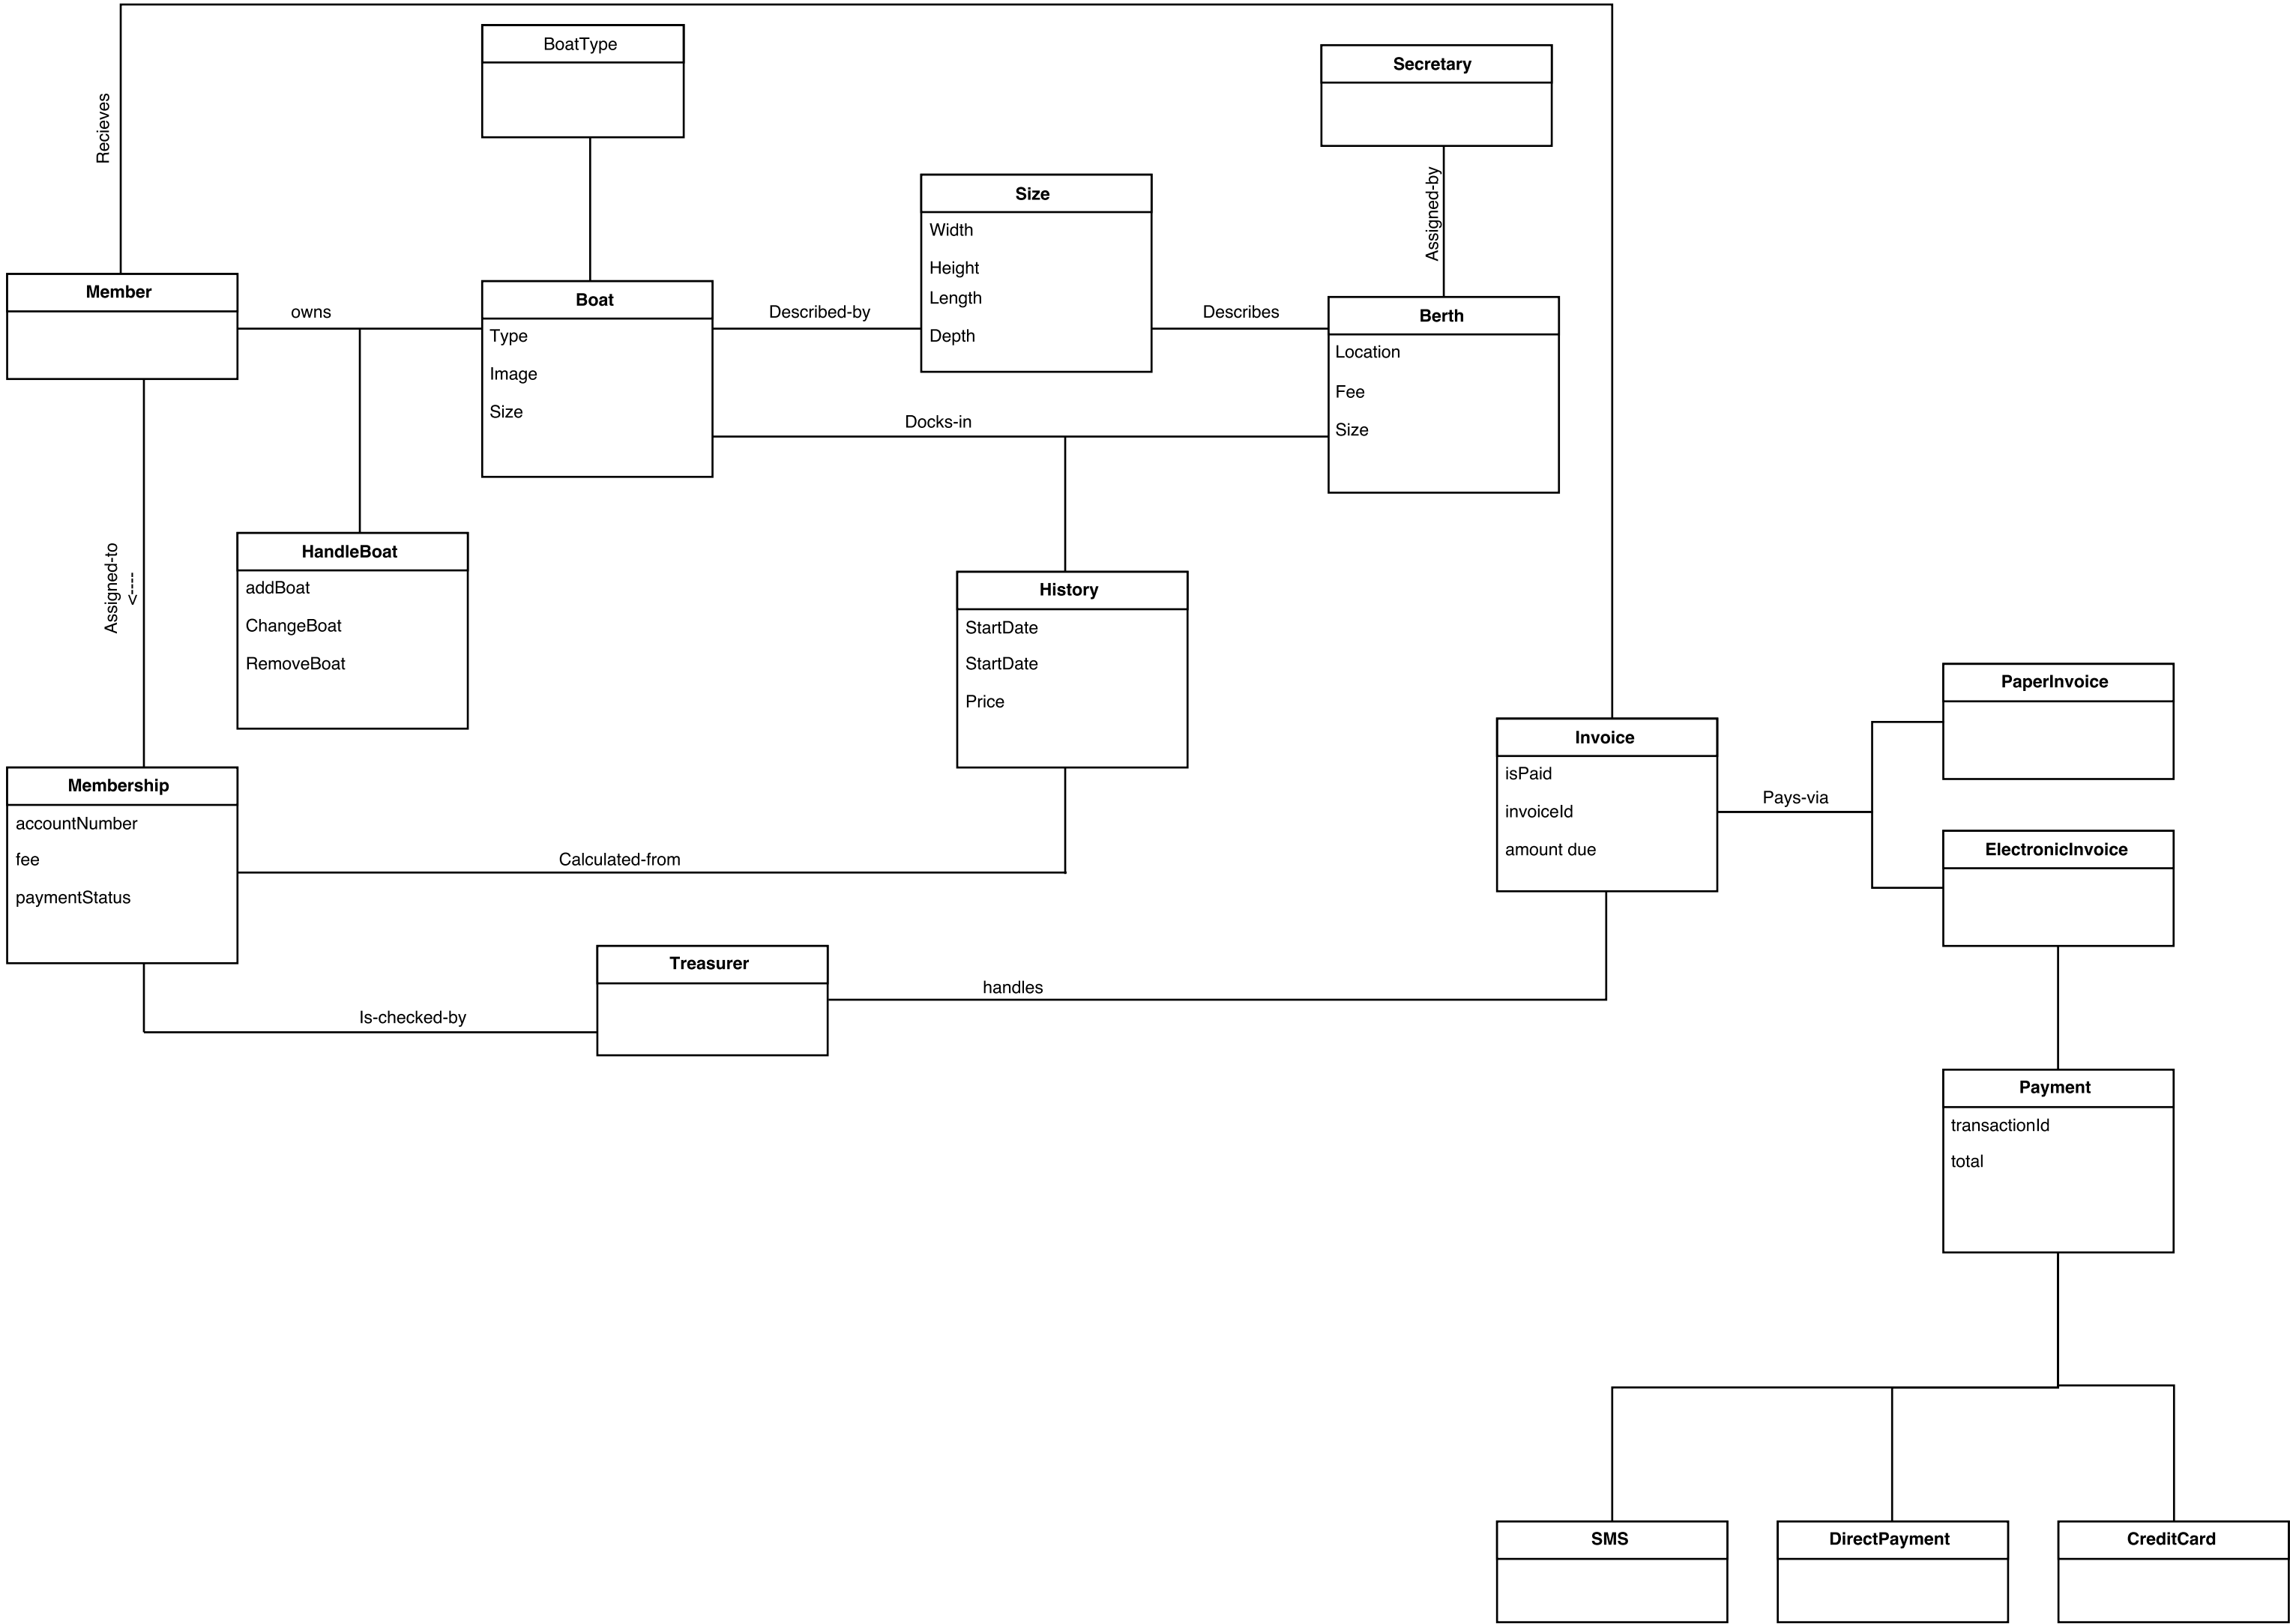 BoatType
Secretary
Recieves
Size
Width
Height
Length
Depth
Assigned-by
Member
owns
Boat
Type
Image
Size
Described-by
Describes
Berth
Location
Fee
Size
Docks-in
Assigned-to
<----
HandleBoat
addBoat
ChangeBoat
RemoveBoat
History
StartDate
StartDate
Price
PaperInvoice
Invoice
isPaid
invoiceId
amount due
Pays-via
ElectronicInvoice
Membership
accountNumber
fee
paymentStatus
Calculated-from
Treasurer
handles
Is-checked-by
Payment
transactionId
total
SMS
DirectPayment
CreditCard